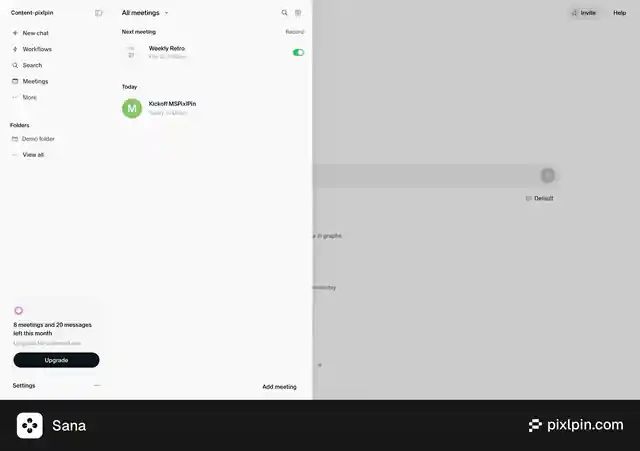 Content-pixlpin
New chat
Workflows
Search
Meetings
More
Folders
Demo folder
View all
6 meetings and 29 messages
left this month
Upgrade
Settings
All meetings
Next meeting
Record
Weekly Retro
Today
Kickoff MSPixlPin
M
Add meeting
Invite
Help
Default
graphs.
Sana
pixlpin.com